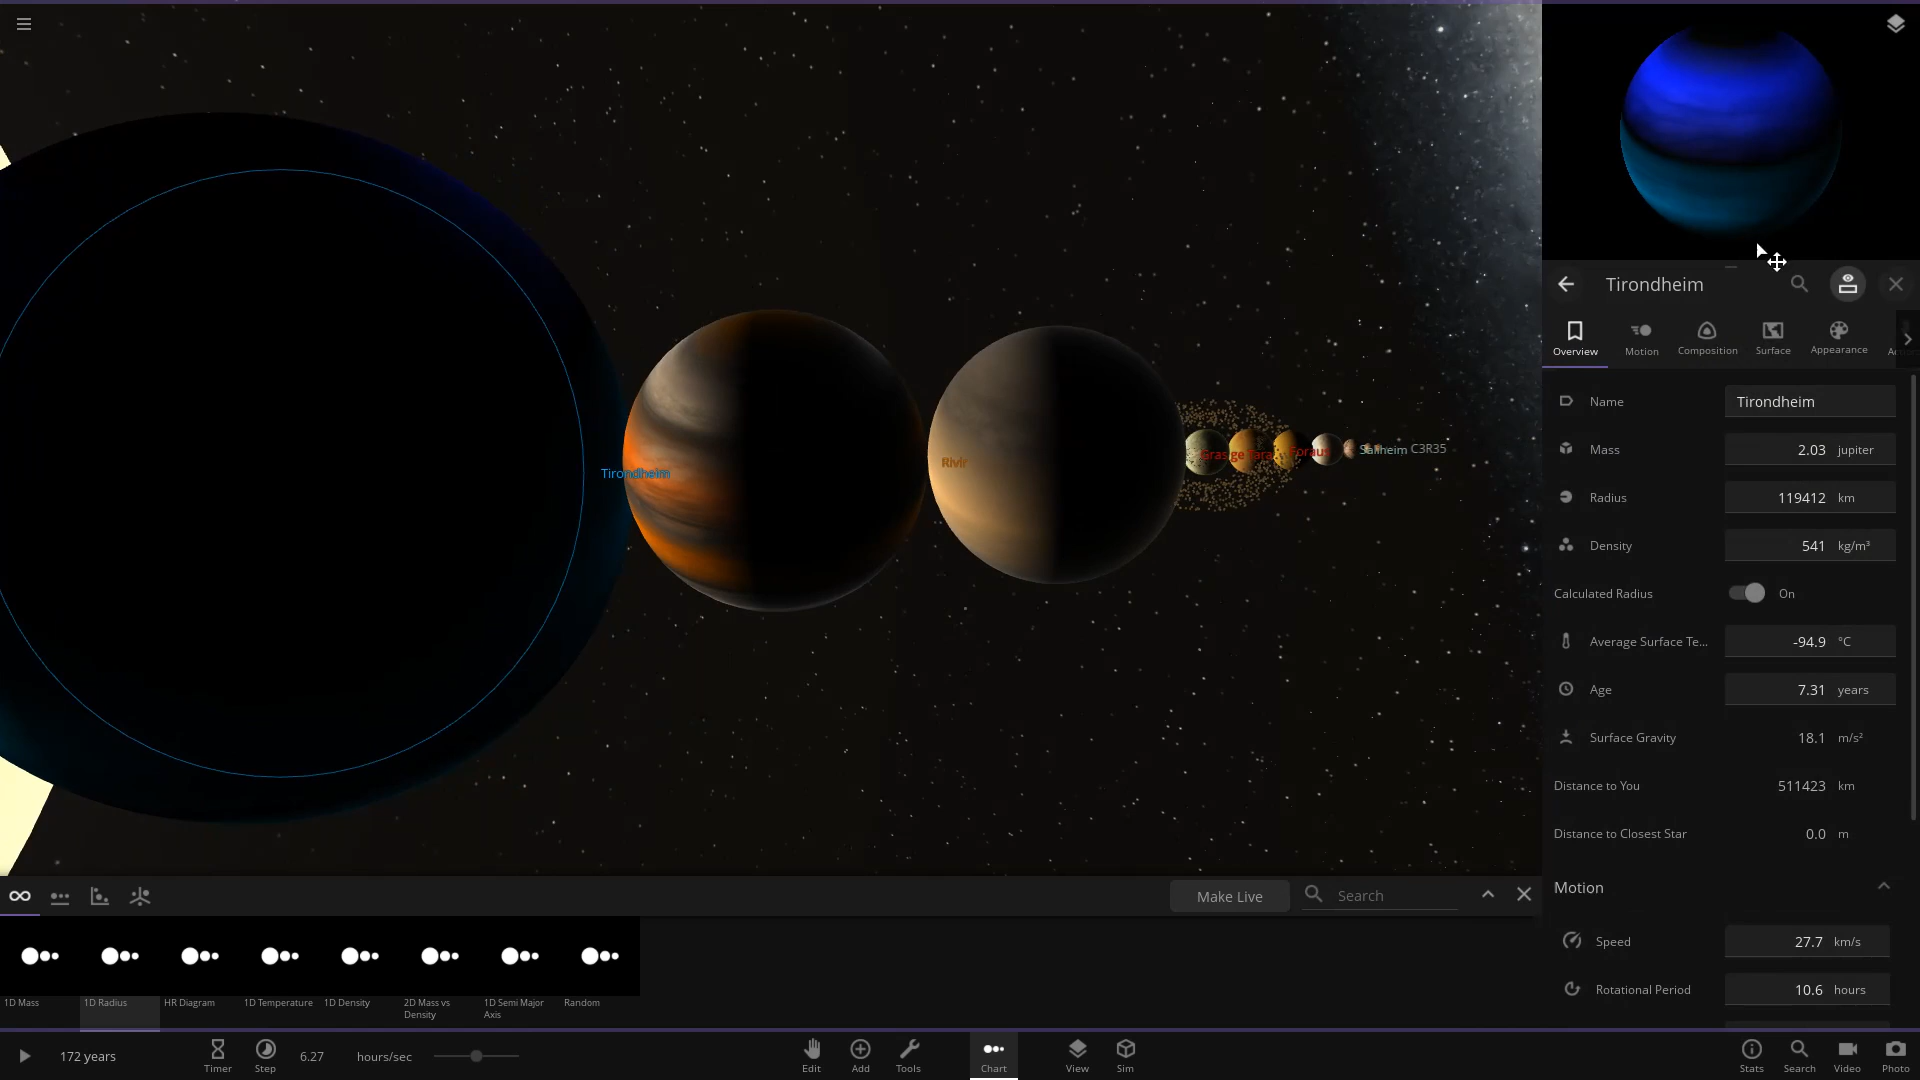 Tirondheim
Rivir
Gras
ge Tara
Foraus
Salheim
C3R35
Tirondheim
Overview
Motion
Composition
Surface
Appearance
Name Tirondheim
Mass 2.03 jupiter
Radius 119412 km
Density 541 kg/m³
Calculated Radius On
Average Surface Te... -94.9 °C
Age 7.31 years
Surface Gravity 18.1 m/s²
Distance to You 511423 km
Distance to Closest Star 0.0 m
Motion
Speed 27.7 km/s
Rotational Period 10.6 hours
Make Live
Search
1D Mass
1D Radius
HR Diagram
1D Temperature
1D Density
2D Mass vs
Density
1D Semi Major
Axis
Random
172 years
Timer
Step
6.27 hours/sec
Edit
Add
Tools
Chart
View
Sim
Stats
Search
Video
Photo